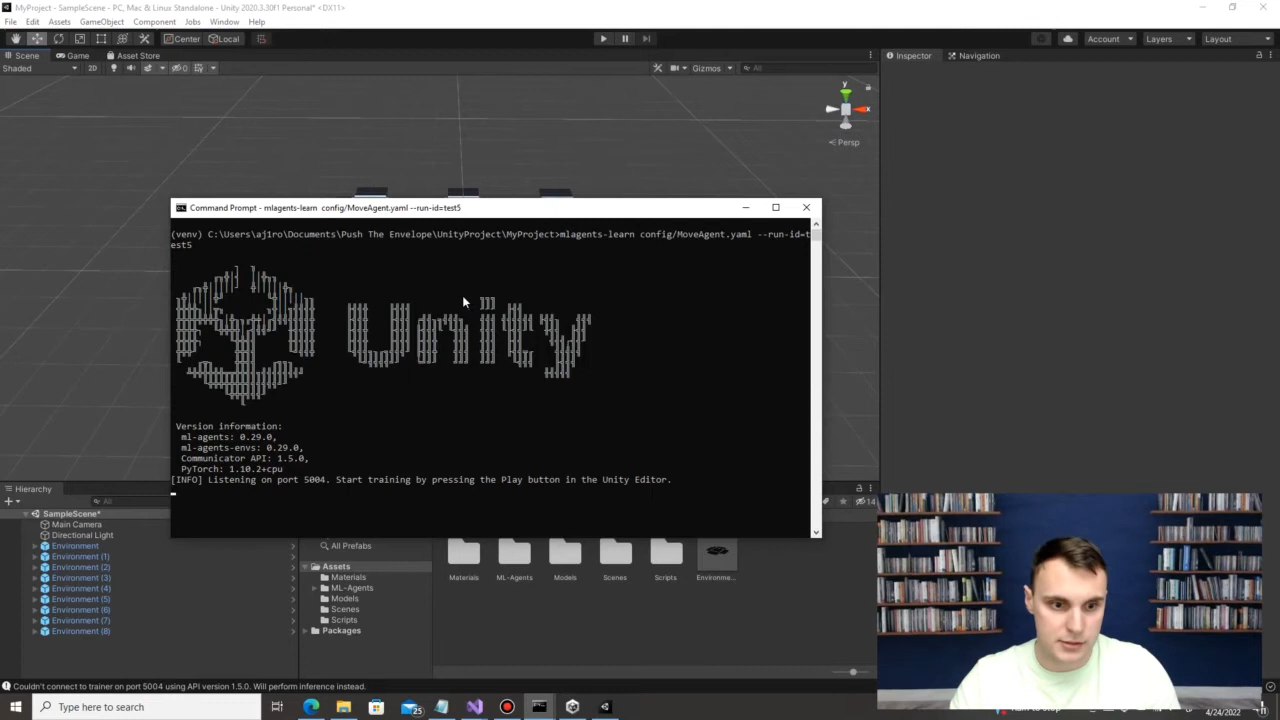 MyProject - SampleScene - PC, Mac & Linux Standalone - Unity 2020.3.30f1 Personal* <DX11>
File Edit Assets GameObject Component Jobs Window Help
Center Local
Account Layers Layout
Scene Game Asset Store
Inspector Navigation
Shaded 2D 0 Gizmos All
y
x
Persp
Command Prompt - mlagents-learn config/MoveAgent.yaml --run-id=test5
(venv) C:\Users\aj1ro\Documents\Push The Envelope\UnityProject\MyProject>mlagents-learn config/MoveAgent.yaml --run-id=t
est5
Unity
Version information:
ml-agents: 0.29.0,
ml-agents-envs: 0.29.0,
Communicator API: 1.5.0,
PyTorch: 1.10.2+cpu
[INFO] Listening on port 5004. Start training by pressing the Play button in the Unity Editor.
Hierarchy
All
14
SampleScene*
Main Camera
Directional Light
Environment
Environment (1)
Environment (2)
Environment (3)
Environment (4)
Environment (5)
Environment (6)
Environment (7)
Environment (8)
All Prefabs
Assets
Materials
ML-Agents
Models
Scenes
Scripts
Packages
Materials ML-Agents Models Scenes Scripts Environme...
Couldn't connect to trainer on port 5004 using API version 1.5.0. Will perform inference instead.
Type here to search
25
4/24/2022